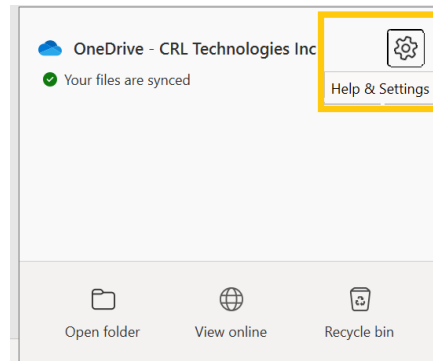 OneDrive - CRL Technologies Inc
Your files are synced
Help & Settings
Open folder
View online
Recycle bin